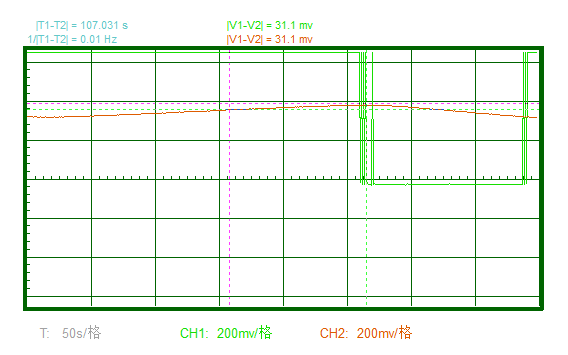 |T1-T2| = 107.031 s |V1-V2| = 31.1 mv
1/|T1-T2| = 0.01 Hz |V1-V2| = 31.1 mv
T: 50s/格 CH1: 200mv/格 CH2: 200mv/格